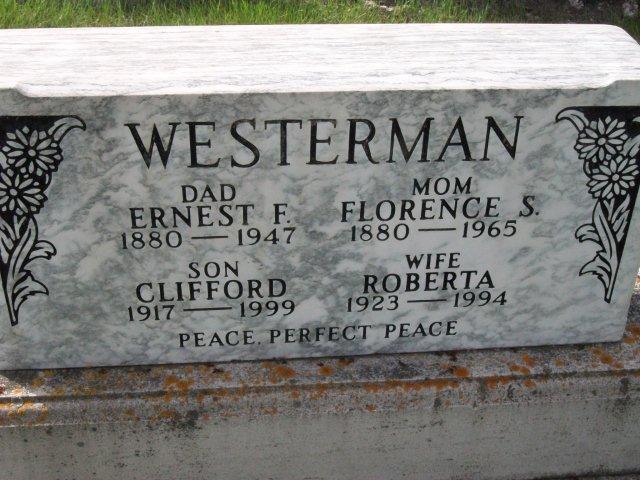 WESTERMAN
DAD
ERNEST F.
1880 — 1947
MOM
FLORENCE S.
1880 — 1965
SON
CLIFFORD
1917 — 1999
WIFE
ROBERTA
1923 — 1994
PEACE, PERFECT PEACE